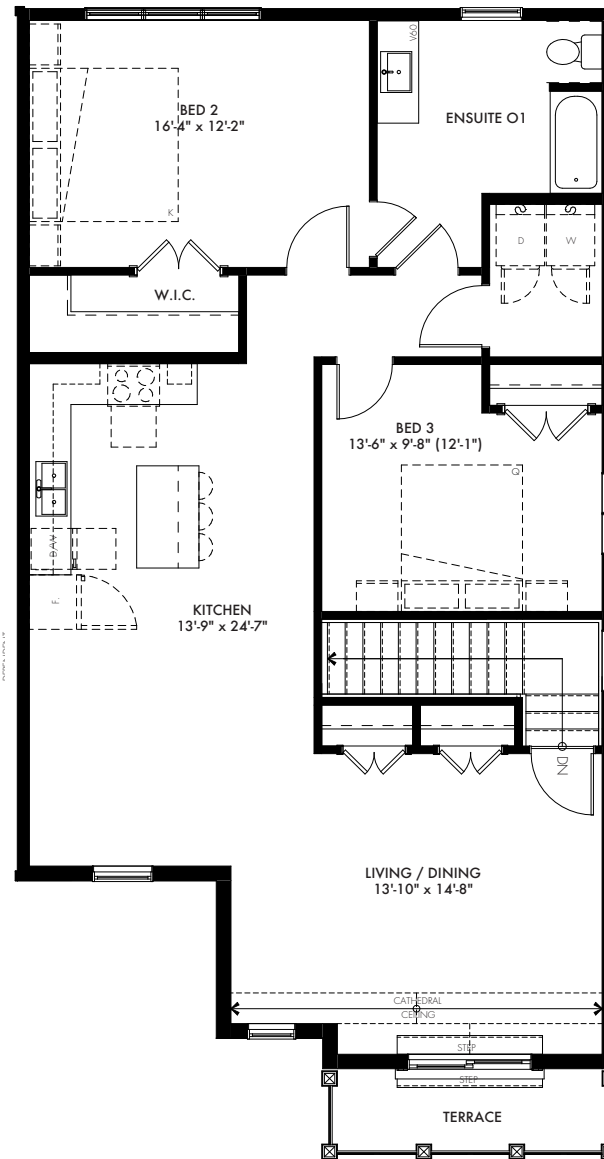 V60
BED 2
16'-4" x 12'-2"
ENSUITE O1
K
D
W
W.I.C.
BED 3
13'-6" x 9'-8" (12'-1")
Q
D/W
F.
KITCHEN
13'-9" x 24'-7"
DN
LIVING / DINING
13'-10" x 14'-8"
CATHEDRAL
CEILING
STEP
STEP
TERRACE